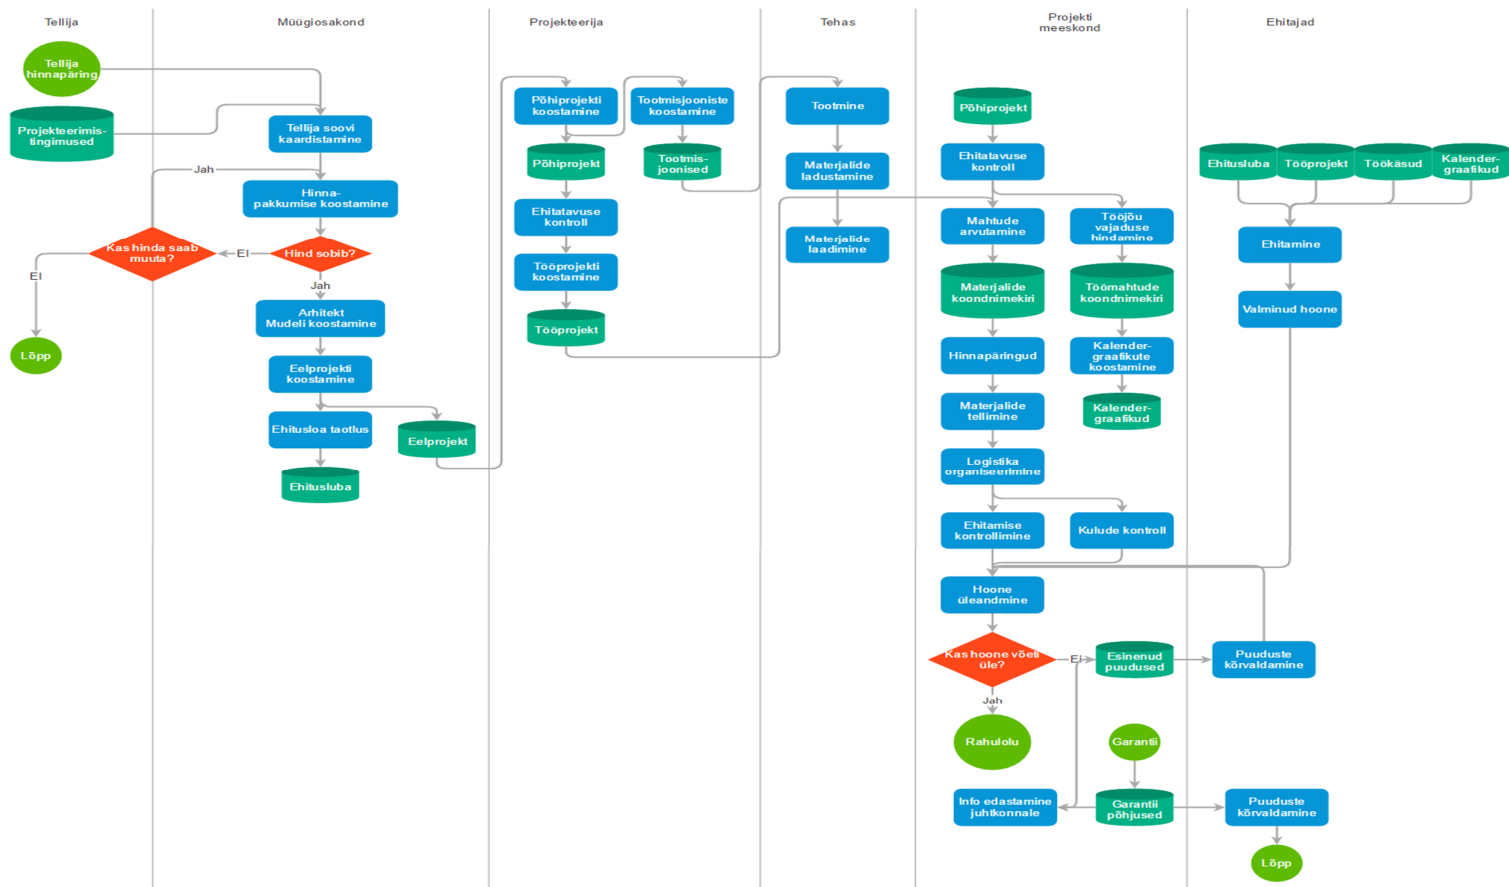 Tellija
Müügiosakond
Projekteerija
Tehas
Projekti
meeskond
Ehitajad
Tellija
hinnapäring
Projekteerimis-
tingimused
Tellija soovi
kaardistamine
Jah
Hinna-
pakkumise koostamine
Kas hinda saab
muuta?
EI
Hind sobib?
EI
Jah
Lõpp
Arhitekt
Mudeli koostamine
Eelprojekti
koostamine
Ehitusloa taotlus
Eelprojekt
Ehitusluba
Põhiprojekti
koostamine
Tootmisjooniste
koostamine
Põhiprojekt
Tootmis-
joonised
Ehitatavuse
kontroll
Tööprojekti
koostamine
Tööprojekt
Tootmine
Materjalide
ladustamine
Materjalide
laadimine
Põhiprojekt
Ehitatavuse
kontroll
Mahtude
arvutamine
Tööjõu
vajaduse
hindamine
Materjalide
koondnimekiri
Töömahtude
koondnimekiri
Hinnapäringud
Kalender-
graafikute
koostamine
Materjalide
tellimine
Kalender-
graafikud
Logistika
organiseerimine
Ehitamise
kontrollimine
Kulude kontroll
Hoone
üleandmine
Kas hoone võeti
üle?
Ei
Jah
Esinenud
puudused
Rahulolu
Garantii
Info edastamine
juhtkonnale
Garantii
põhjused
Ehitusluba
Tööprojekt
Töökäsud
Kalender-
graafikud
Ehitamine
Valminud hoone
Puuduste
kõrvaldamine
Puuduste
kõrvaldamine
Lõpp